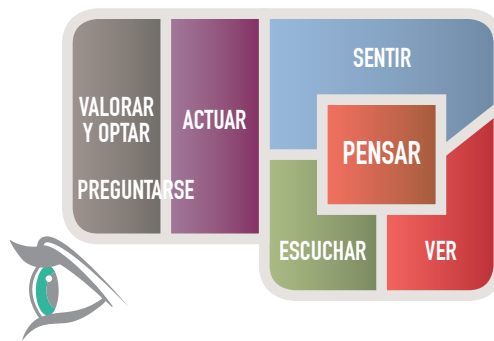 VALORAR
Y OPTAR
PREGUNTARSE
ACTUAR
SENTIR
PENSAR
ESCUCHAR
VER